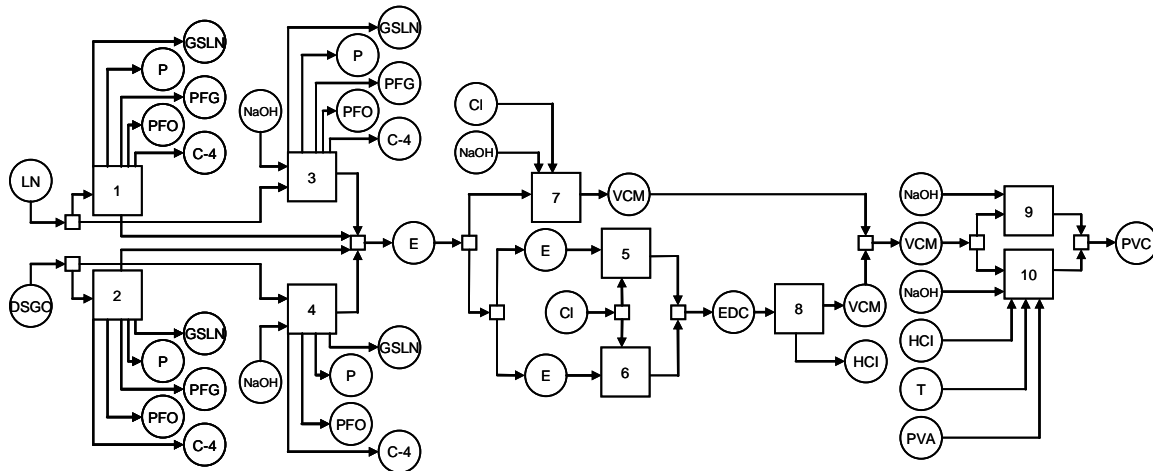 GSLN
P
PFG
PFO
C-4
LN
1
NaOH
GSLN
P
PFG
PFO
C-4
3
DSGO
2
GSLN
P
PFG
PFO
C-4
NaOH
4
GSLN
P
PFO
C-4
E
Cl
NaOH
7
VCM
E
5
Cl
E
6
EDC
8
VCM
HCl
NaOH
9
VCM
10
NaOH
HCl
T
PVA
PVC